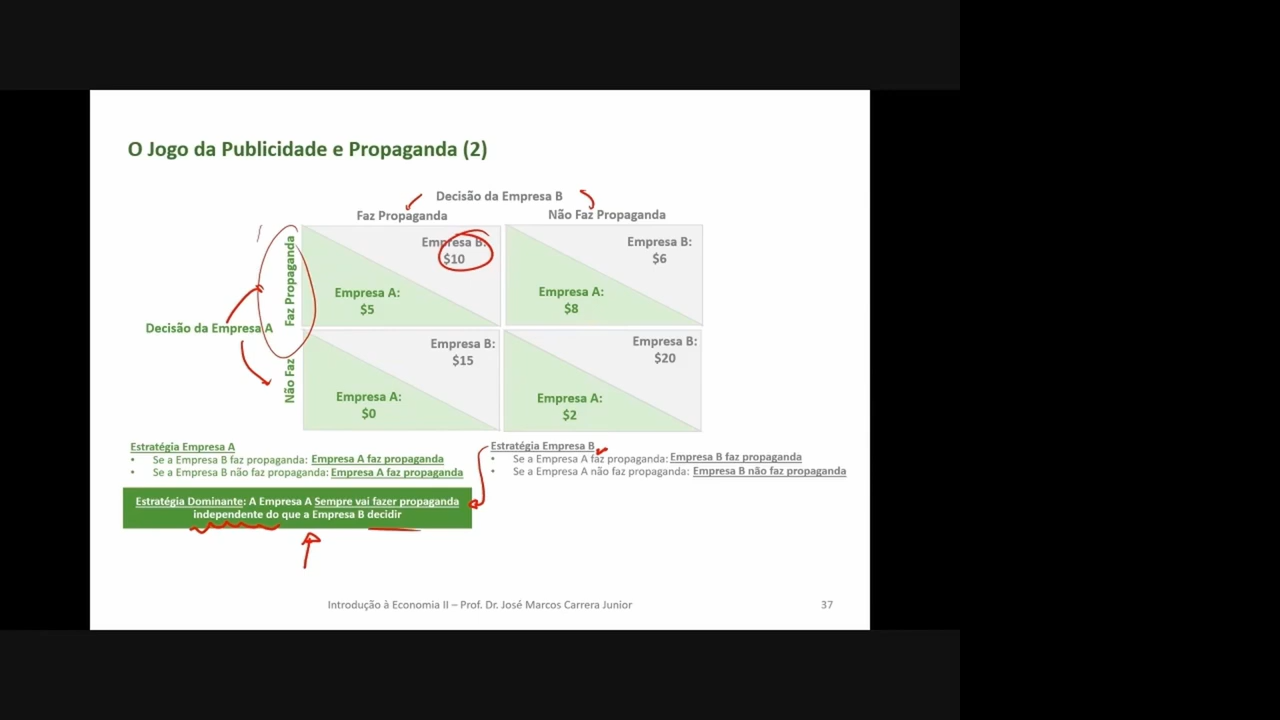 O Jogo da Publicidade e Propaganda (2)
Decisão da Empresa B
Faz Propaganda
Não Faz Propaganda
Decisão da Empresa A
Faz Propaganda
Empresa B:
$10
Empresa A:
$5
Empresa B:
$6
Empresa A:
$8
Não Faz
Empresa B:
$15
Empresa A:
$0
Empresa B:
$20
Empresa A:
$2
Estratégia Empresa A
• Se a Empresa B faz propaganda: Empresa A faz propaganda
• Se a Empresa B não faz propaganda: Empresa A faz propaganda
Estratégia Dominante: A Empresa A Sempre vai fazer propaganda
independente do que a Empresa B decidir
Estratégia Empresa B
• Se a Empresa A faz propaganda: Empresa B faz propaganda
• Se a Empresa A não faz propaganda: Empresa B não faz propaganda
Introdução à Economia II – Prof. Dr. José Marcos Carrera Junior
37